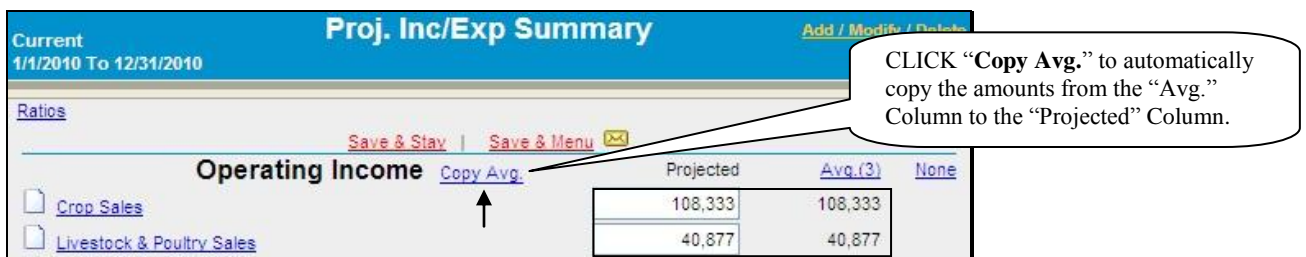 Current
Proj. Inc/Exp Summary
Add / Modify / Delete
1/1/2010 To 12/31/2010
CLICK “Copy Avg.” to automatically
copy the amounts from the “Avg.”
Column to the “Projected” Column.
Ratios
Save & Stay | Save & Menu
Operating Income Copy Avg. Projected Avg.(3) None
Crop Sales 108,333 108,333
Livestock & Poultry Sales 40,877 40,877